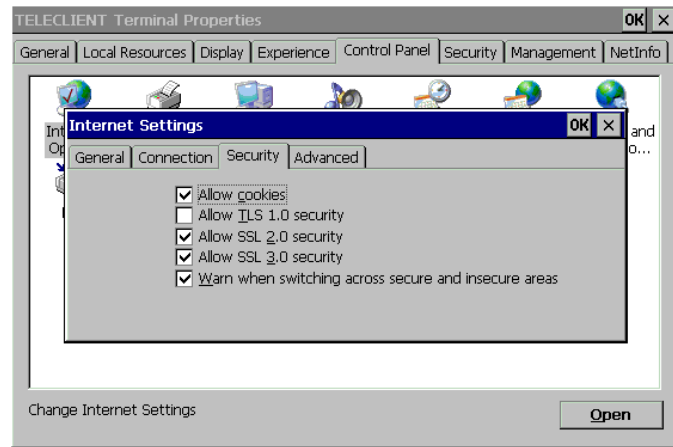 TELECLIENT Terminal Properties OK ×
General Local Resources Display Experience Control Panel Security Management NetInfo
Internet Settings OK ×
General Connection Security Advanced
Allow cookies
Allow TLS 1.0 security
Allow SSL 2.0 security
Allow SSL 3.0 security
Warn when switching across secure and insecure areas
and
Change Internet Settings Open